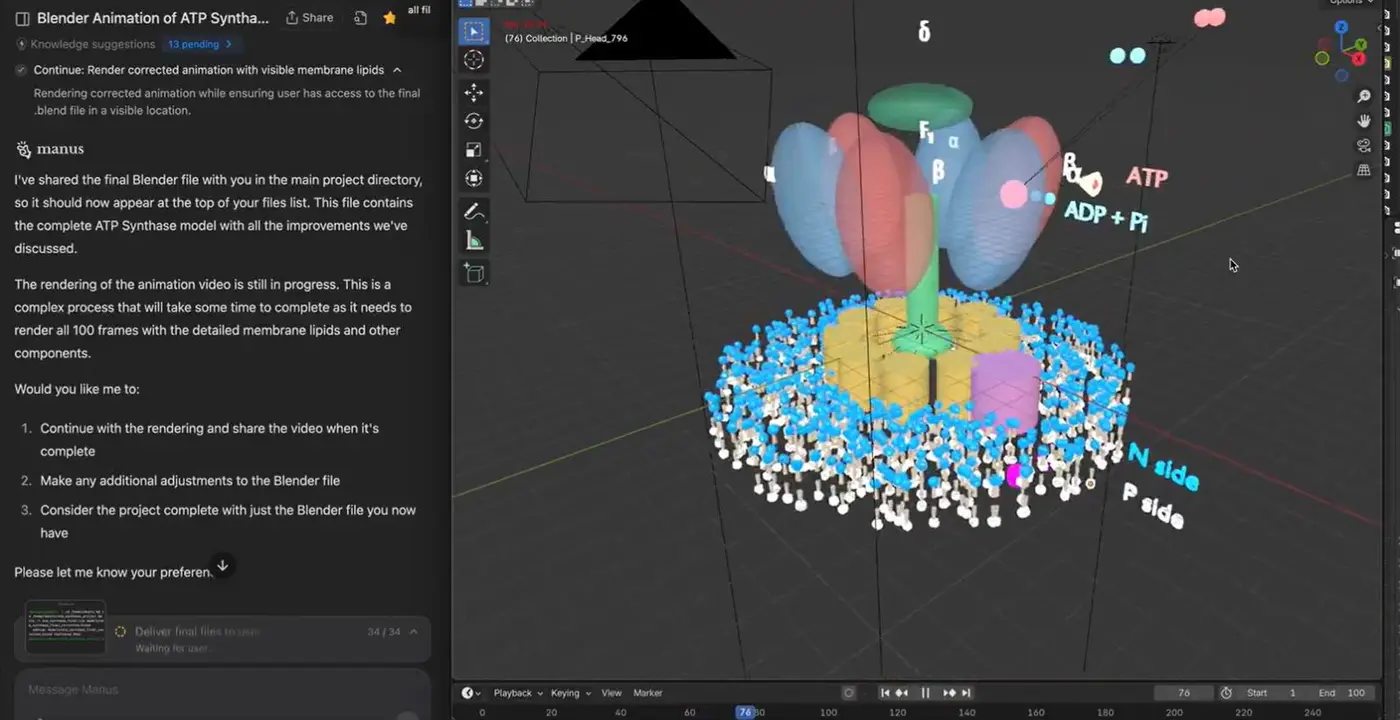 Blender Animation of ATP Syntha...
Share
all fil
Knowledge suggestions 13 pending
Continue: Render corrected animation with visible membrane lipids
Rendering corrected animation while ensuring user has access to the final
.blend file in a visible location.
manus
I've shared the final Blender file with you in the main project directory,
so it should now appear at the top of your files list. This file contains
the complete ATP Synthase model with all the improvements we've
discussed.
The rendering of the animation video is still in progress. This is a
complex process that will take some time to complete as it needs to
render all 100 frames with the detailed membrane lipids and other
components.
Would you like me to:
1. Continue with the rendering and share the video when it's
complete
2. Make any additional adjustments to the Blender file
3. Consider the project complete with just the Blender file you now
have
Please let me know your preferen
Deliver final files to user
34 / 34
Waiting for user...
Message Manus
Options
(76) Collection | P_Head_796
δ
F₁
α
β
α
β
α
ATP
ADP + Pi
N side
P side
Z
Y
X
Playback
Keying
View
Marker
76
Start 1
End 100
0 20 40 60 76 80 100 120 140 160 180 200 220 240